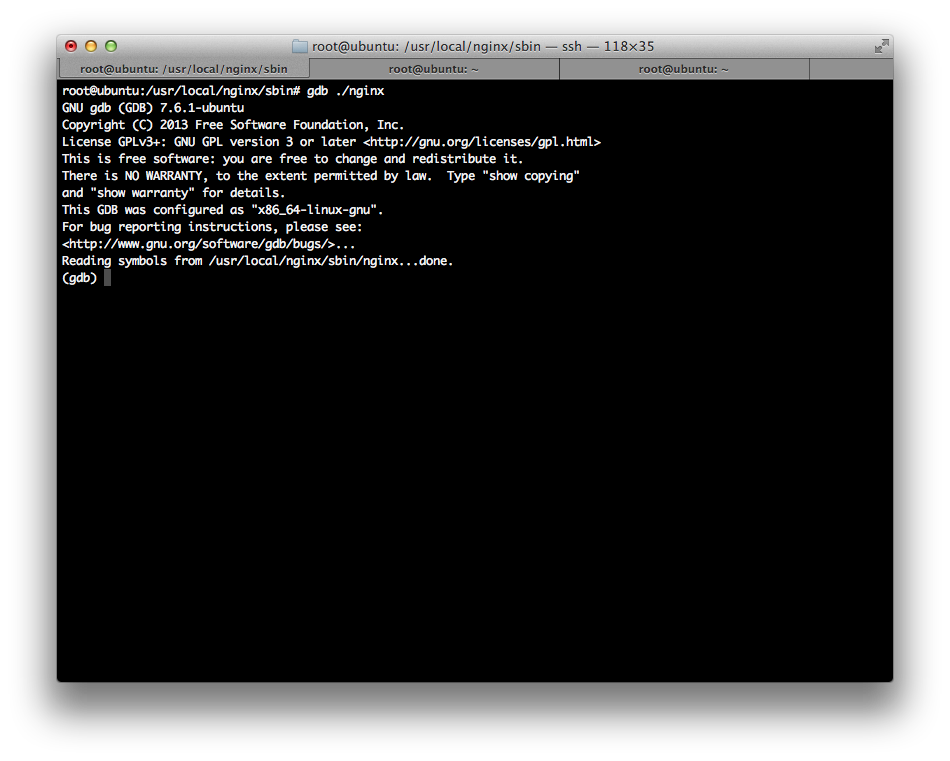 root@ubuntu: /usr/local/nginx/sbin — ssh — 118×35
root@ubuntu: /usr/local/nginx/sbin
root@ubuntu: ~
root@ubuntu: ~
root@ubuntu:/usr/local/nginx/sbin# gdb ./nginx
GNU gdb (GDB) 7.6.1-ubuntu
Copyright (C) 2013 Free Software Foundation, Inc.
License GPLv3+: GNU GPL version 3 or later <http://gnu.org/licenses/gpl.html>
This is free software: you are free to change and redistribute it.
There is NO WARRANTY, to the extent permitted by law.  Type "show copying"
and "show warranty" for details.
This GDB was configured as "x86_64-linux-gnu".
For bug reporting instructions, please see:
<http://www.gnu.org/software/gdb/bugs/>...
Reading symbols from /usr/local/nginx/sbin/nginx...done.
(gdb)